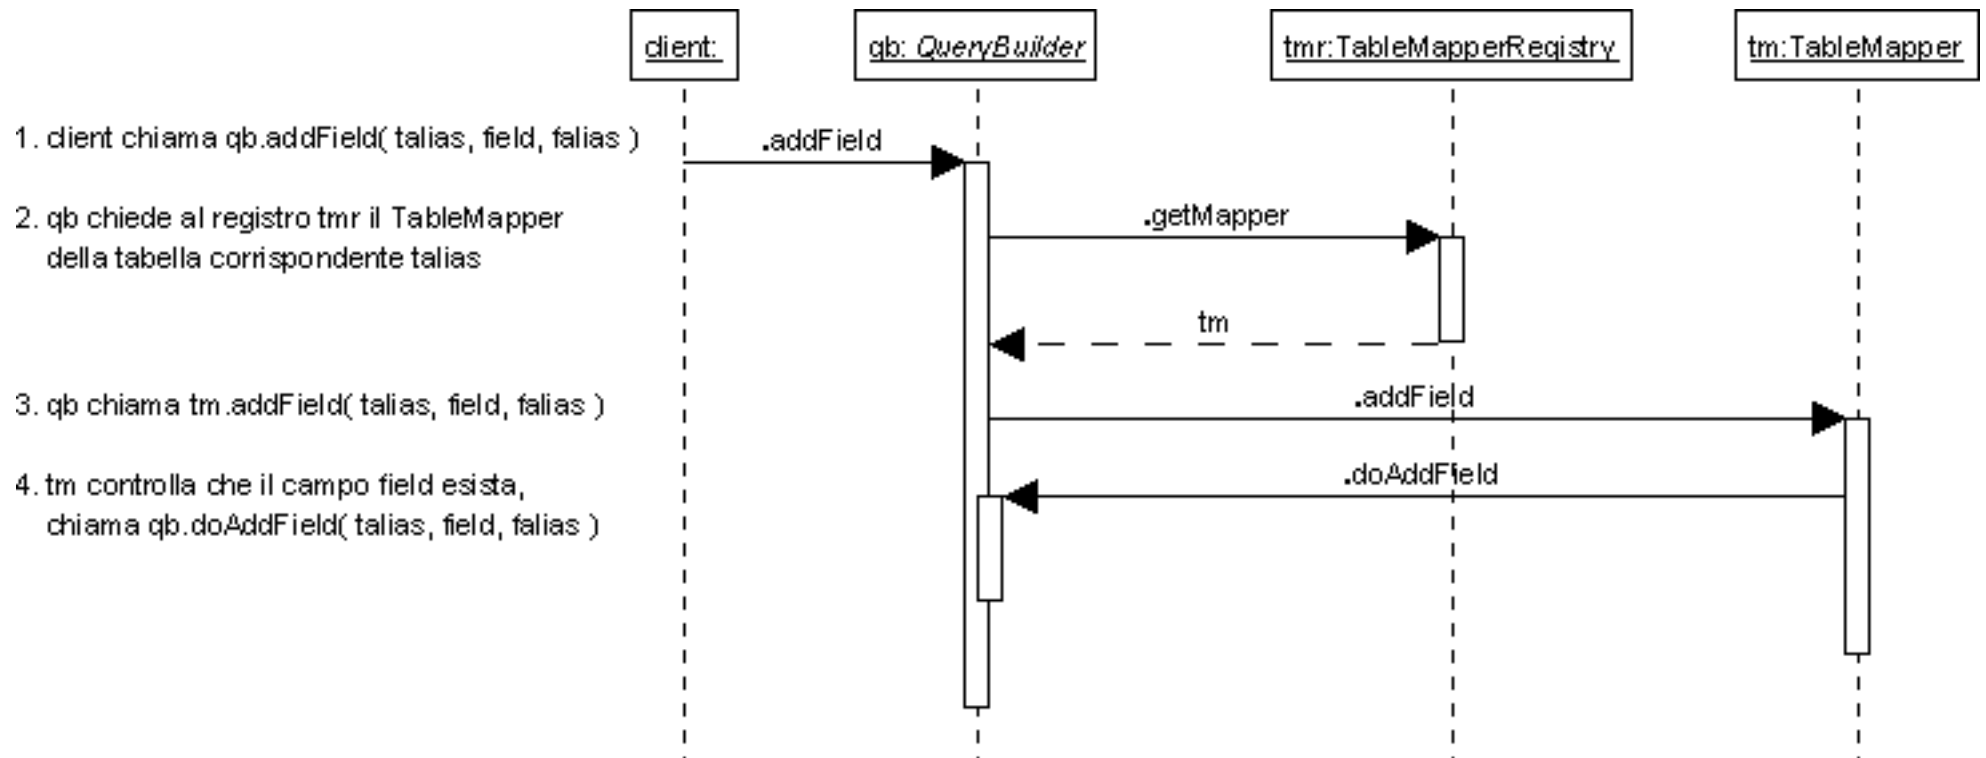 client:
qb: QueryBuilder
tmr:TableMapperRegistry
tm:TableMapper
1. client chiama qb.addField( talias, field, falias )
.addField
2. qb chiede al registro tmr il TableMapper
della tabella corrispondente talias
.getMapper
tm
3. qb chiama tm.addField( talias, field, falias )
.addField
4. tm controlla che il campo field esista,
chiama qb.doAddField( talias, field, falias )
.doAddField